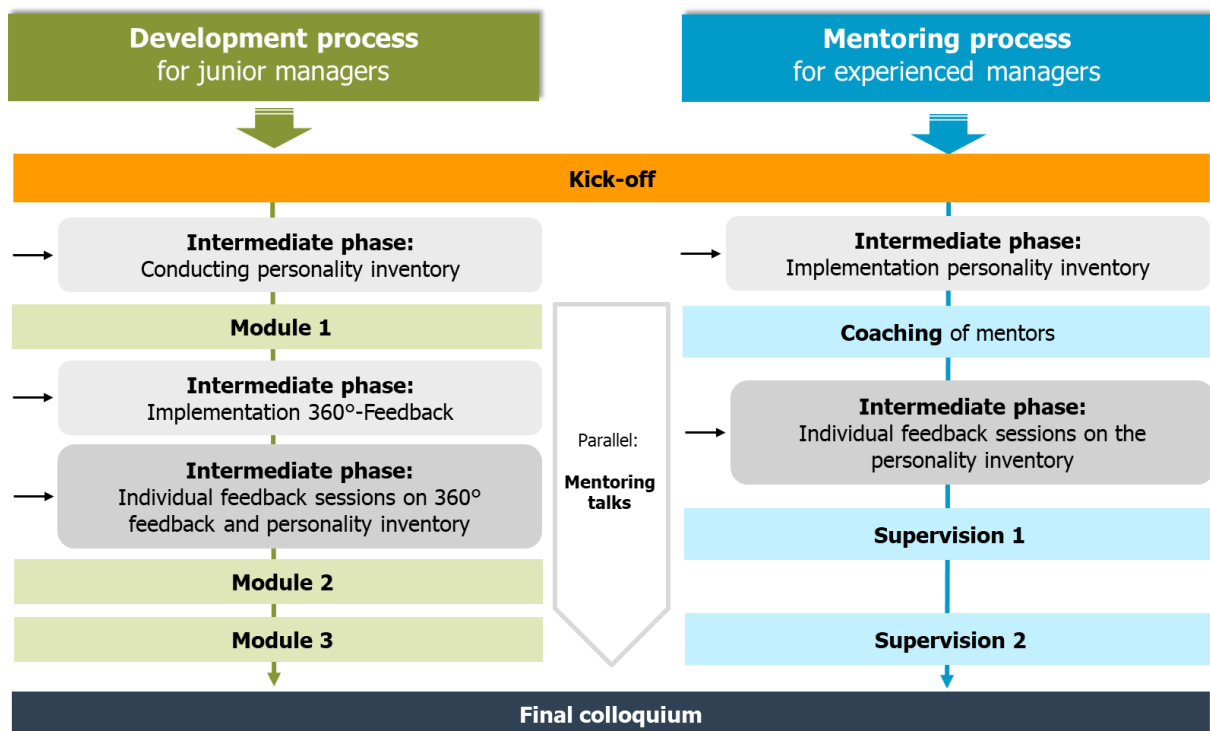 Development process
for junior managers
Mentoring process
for experienced managers
Kick-off
Intermediate phase:
Conducting personality inventory
Module 1
Intermediate phase:
Implementation 360°-Feedback
Intermediate phase:
Individual feedback sessions on 360°
feedback and personality inventory
Module 2
Module 3
Parallel:
Mentoring
talks
Intermediate phase:
Implementation personality inventory
Coaching of mentors
Intermediate phase:
Individual feedback sessions on the
personality inventory
Supervision 1
Supervision 2
Final colloquium